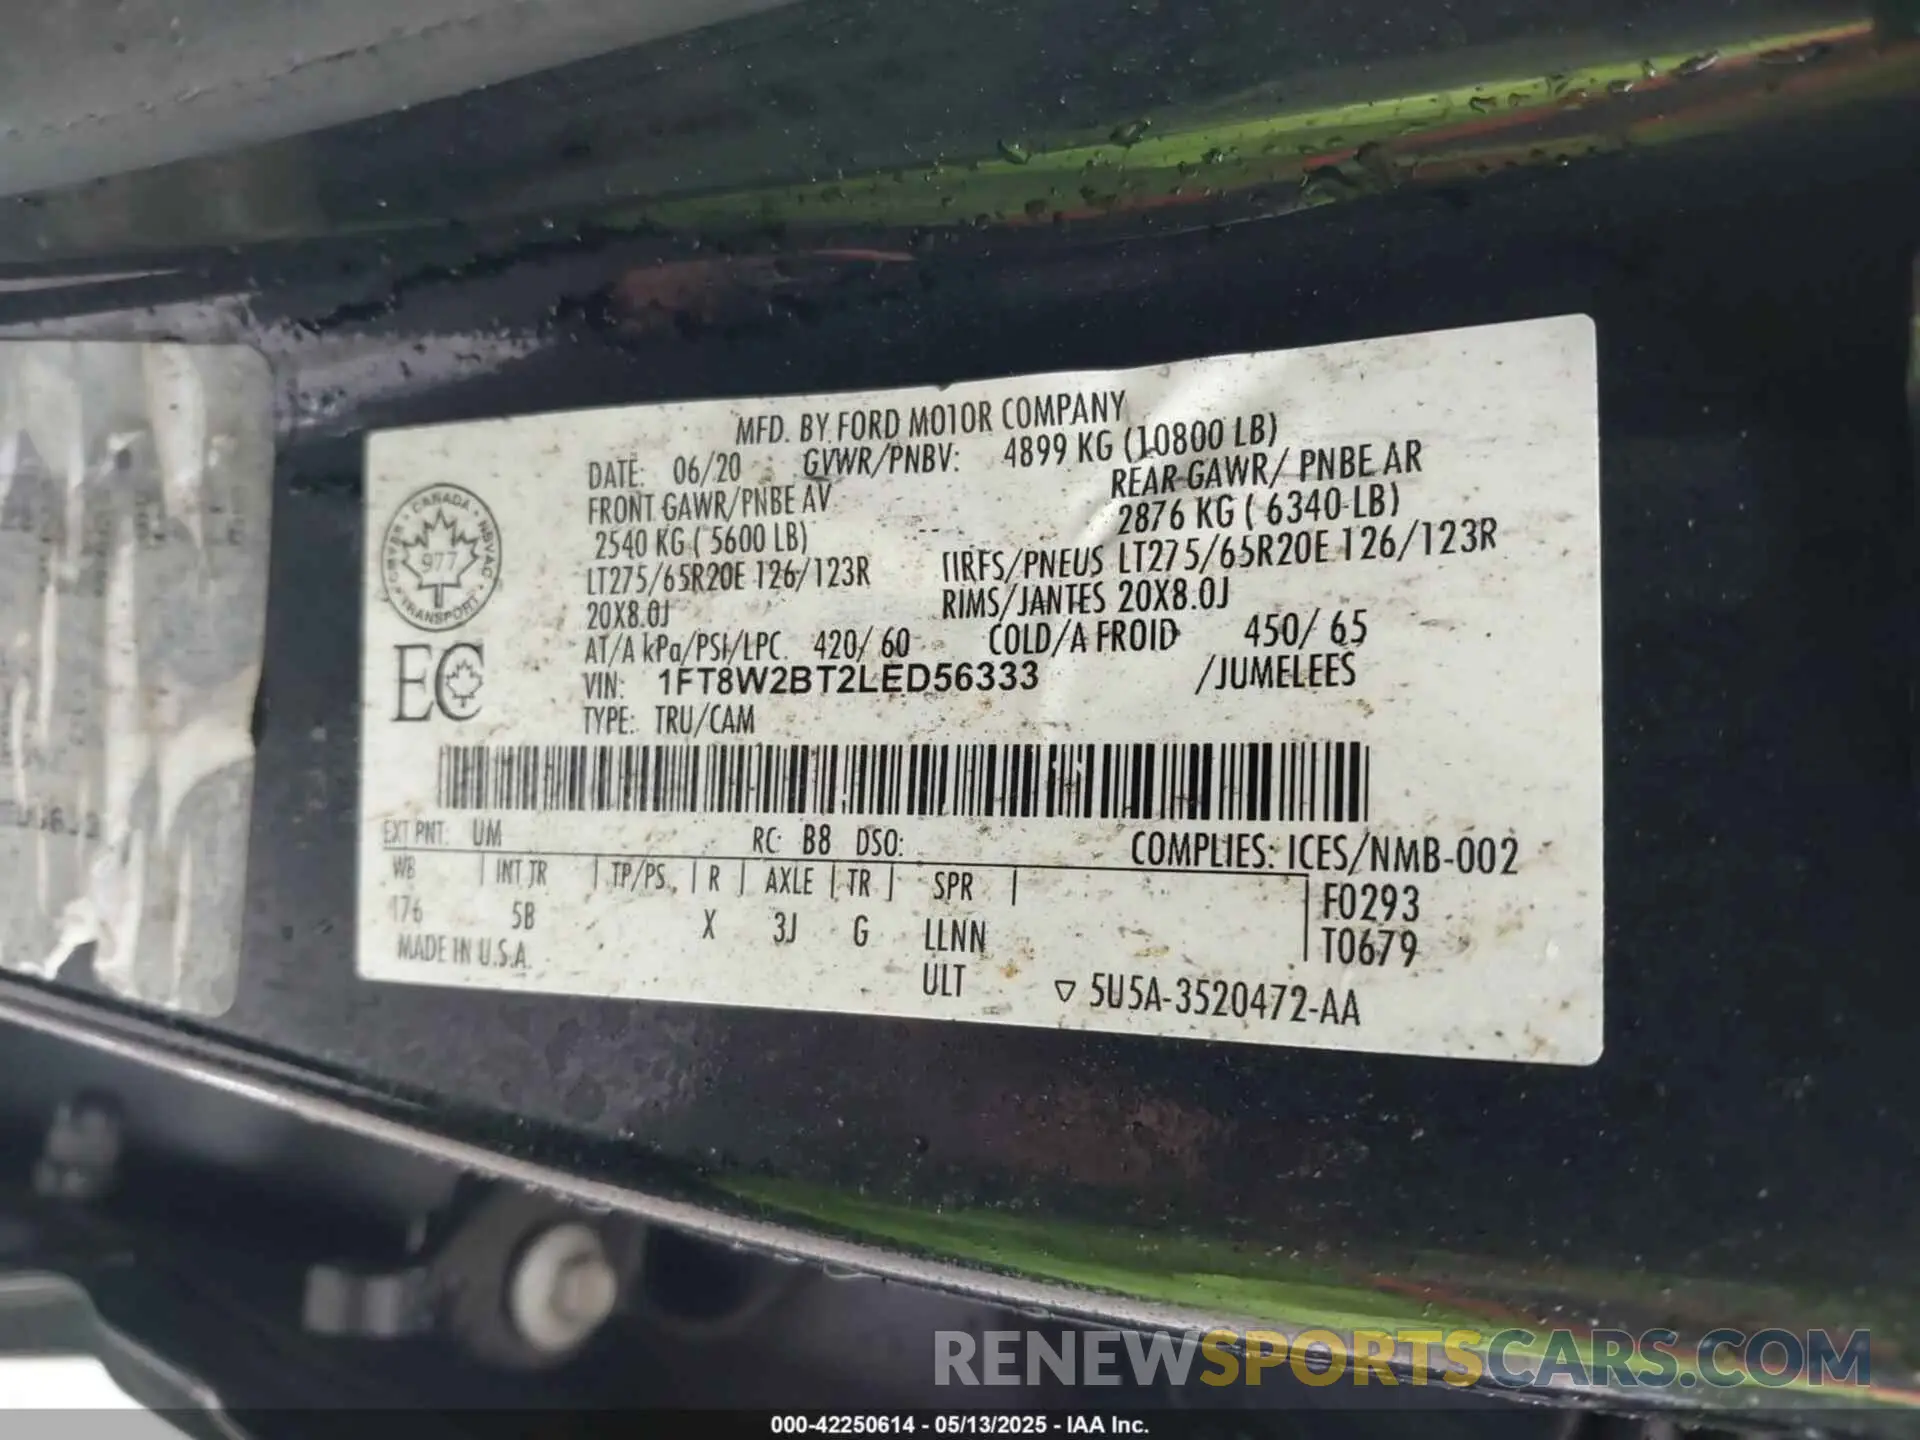 MFD. BY FORD MOTOR COMPANY
DATE: 06/20 GVWR/PNBV: 4899 KG (10800 LB)
FRONT GAWR/PNBE AV REAR GAWR/ PNBE AR
2540 KG ( 5600 LB) 2876 KG ( 6340 LB)
LT275/65R20E 126/123R TIRES/PNEUS LT275/65R20E 126/123R
20X8.0J RIMS/JANTES 20X8.0J
AT/A kPa/PSI/LPC 420/ 60 COLD/A FROID 450/ 65
VIN: 1FT8W2BT2LED56333 /JUMELEES
TYPE: TRU/CAM
CANADA
977
TRANSPORT
EC
EXT PNT: UM RC: B8 DSO: COMPLIES: ICES/NMB-002
WB | INT TR | TP/PS | R | AXLE | TR | SPR | F0293
176 5B X 3J G LLNN T0679
MADE IN U.S.A. ULT ▽ 5U5A-3520472-AA
RENEWSPORTSCARS.COM
000-42250614 - 05/13/2025 - IAA Inc.